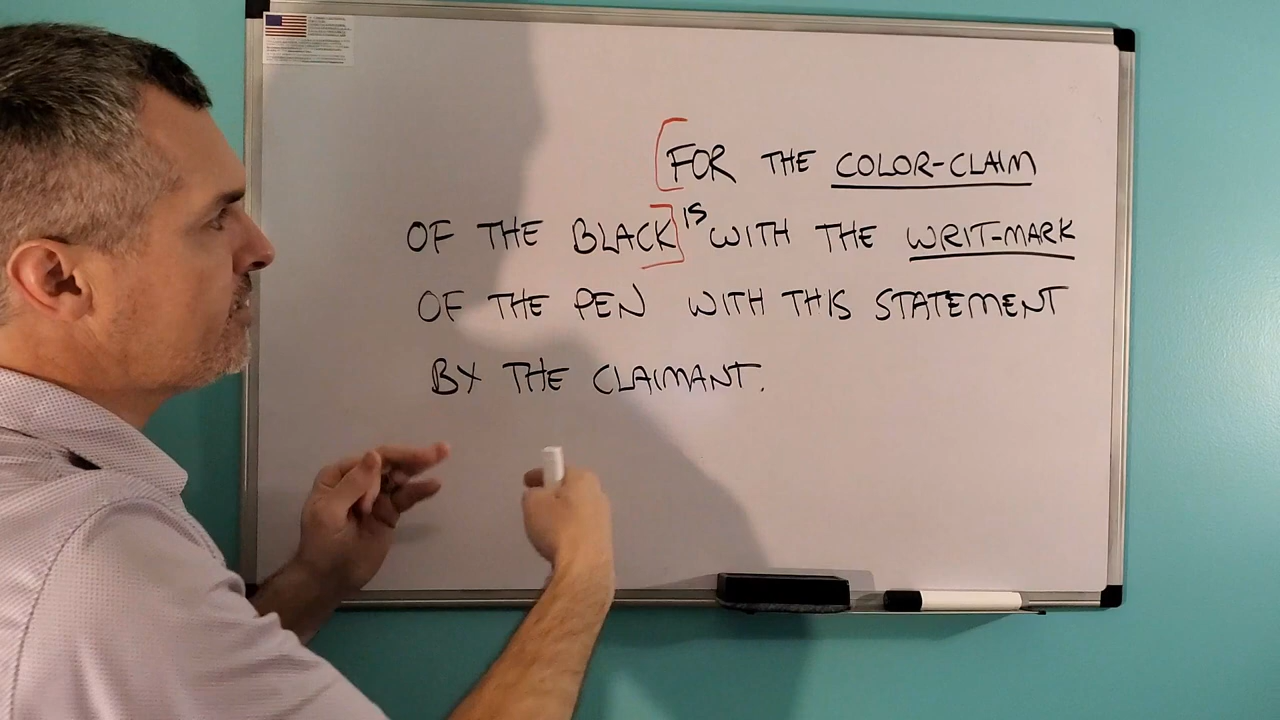 [FOR THE COLOR-CLAIM
OF THE BLACK] IS WITH THE WRIT-MARK
OF THE PEN WITH THIS STATEMENT
BY THE CLAIMANT.